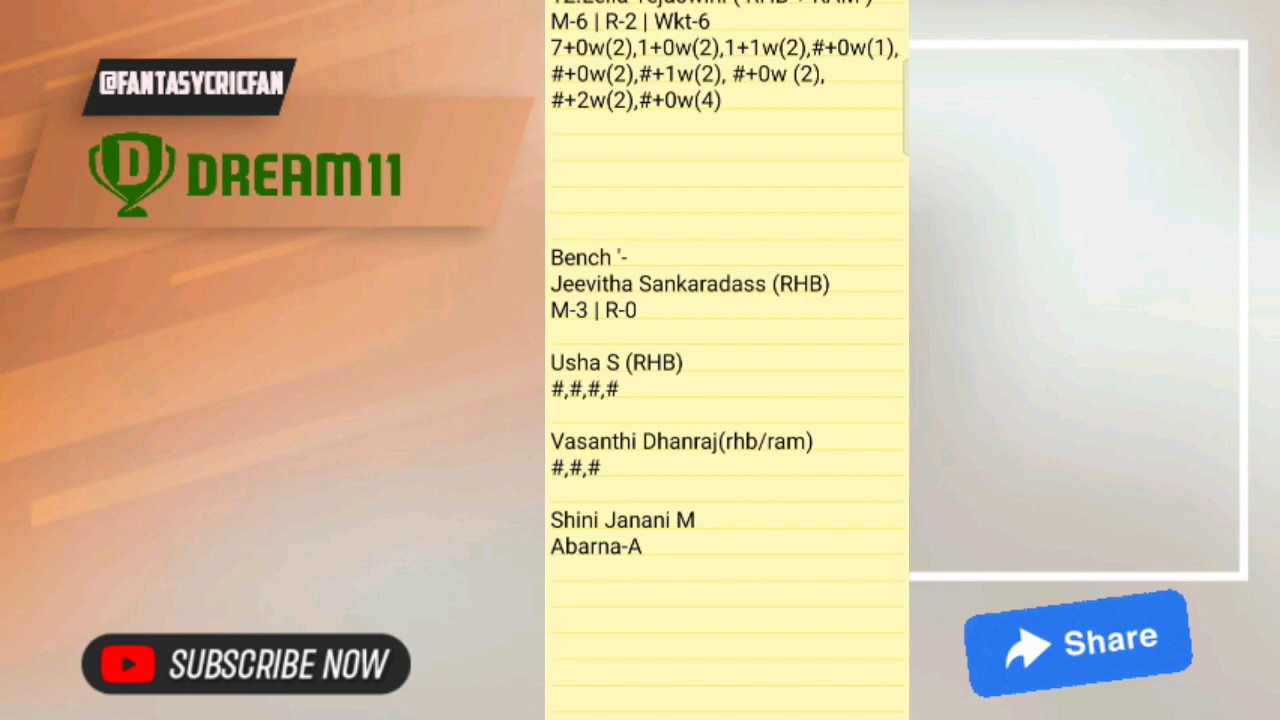 @FANTASYCRICFAN
DREAM11
M-6 | R-2 | Wkt-6
7+0w(2),1+0w(2),1+1w(2),#+0w(1),
#+0w(2),#+1w(2), #+0w (2),
#+2w(2),#+0w(4)
Bench '-
Jeevitha Sankaradass (RHB)
M-3 | R-0
Usha S (RHB)
#,#,#,#
Vasanthi Dhanraj(rhb/ram)
#,#,#
Shini Janani M
Abarna-A
SUBSCRIBE NOW
Share